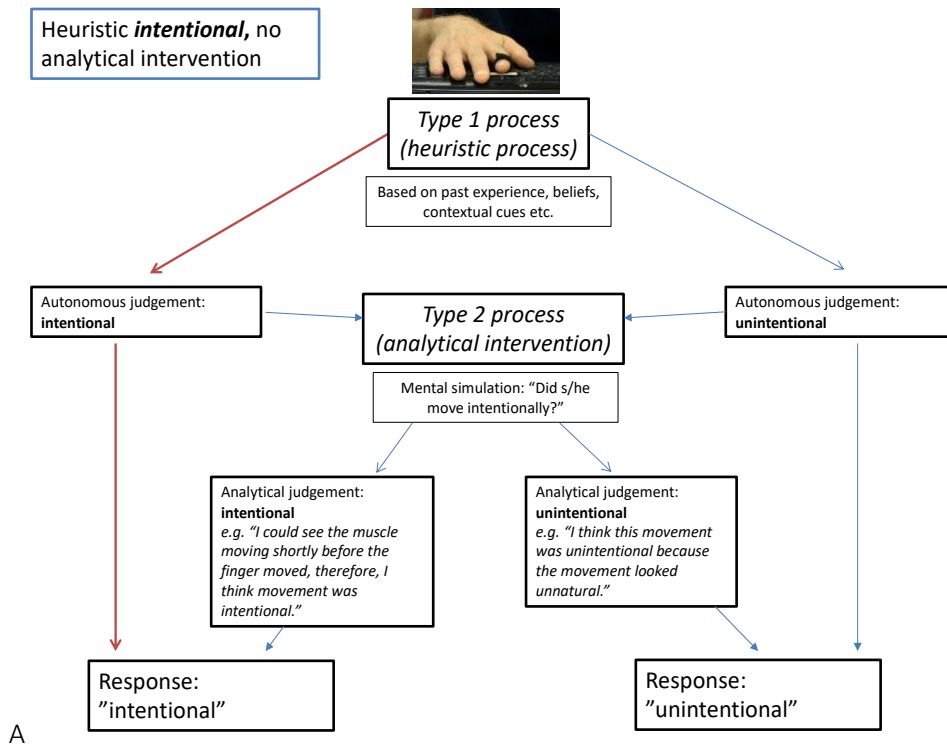 Heuristic intentional, no
analytical intervention
Type 1 process
(heuristic process)
Based on past experience, beliefs,
contextual cues etc.
Autonomous judgement:
intentional
Type 2 process
(analytical intervention)
Autonomous judgement:
unintentional
Mental simulation: “Did s/he
move intentionally?”
Analytical judgement:
intentional
e.g. “I could see the muscle
moving shortly before the
finger moved, therefore, I
think movement was
intentional.”
Analytical judgement:
unintentional
e.g. “I think this movement
was unintentional because
the movement looked
unnatural.”
Response:
”intentional”
Response:
”unintentional”
A